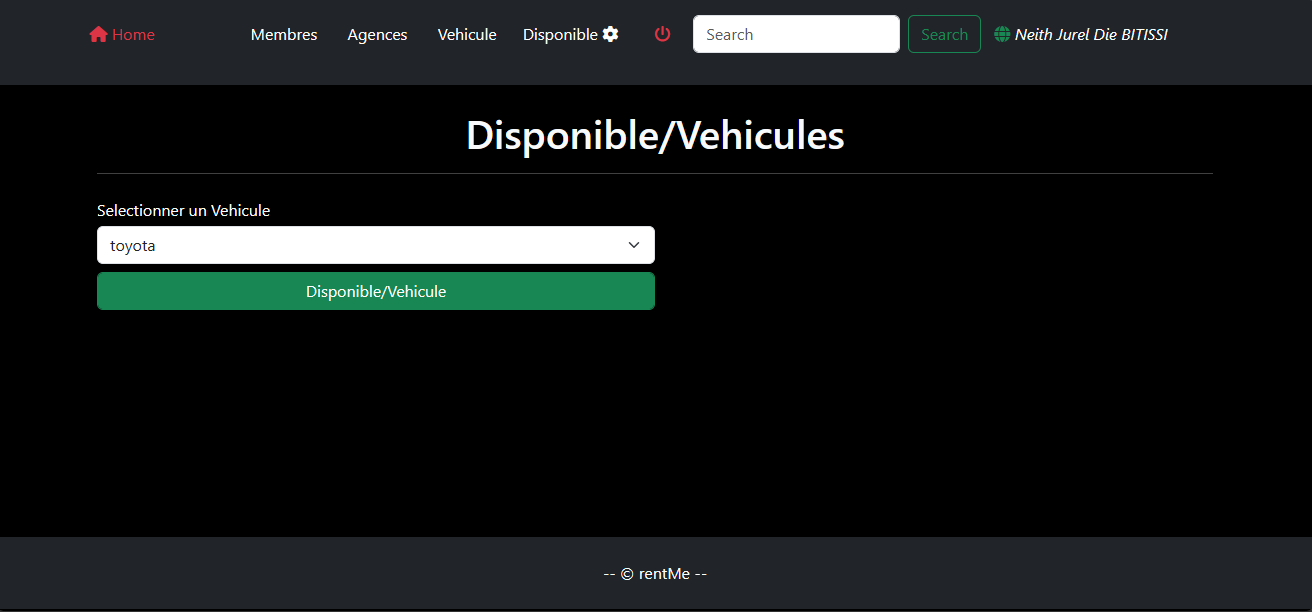 Home Membres Agences Vehicule Disponible Search Search Neith Jurel Die BITISSI
Disponible/Vehicules
Selectionner un Vehicule
toyota
Disponible/Vehicule
-- © rentMe --